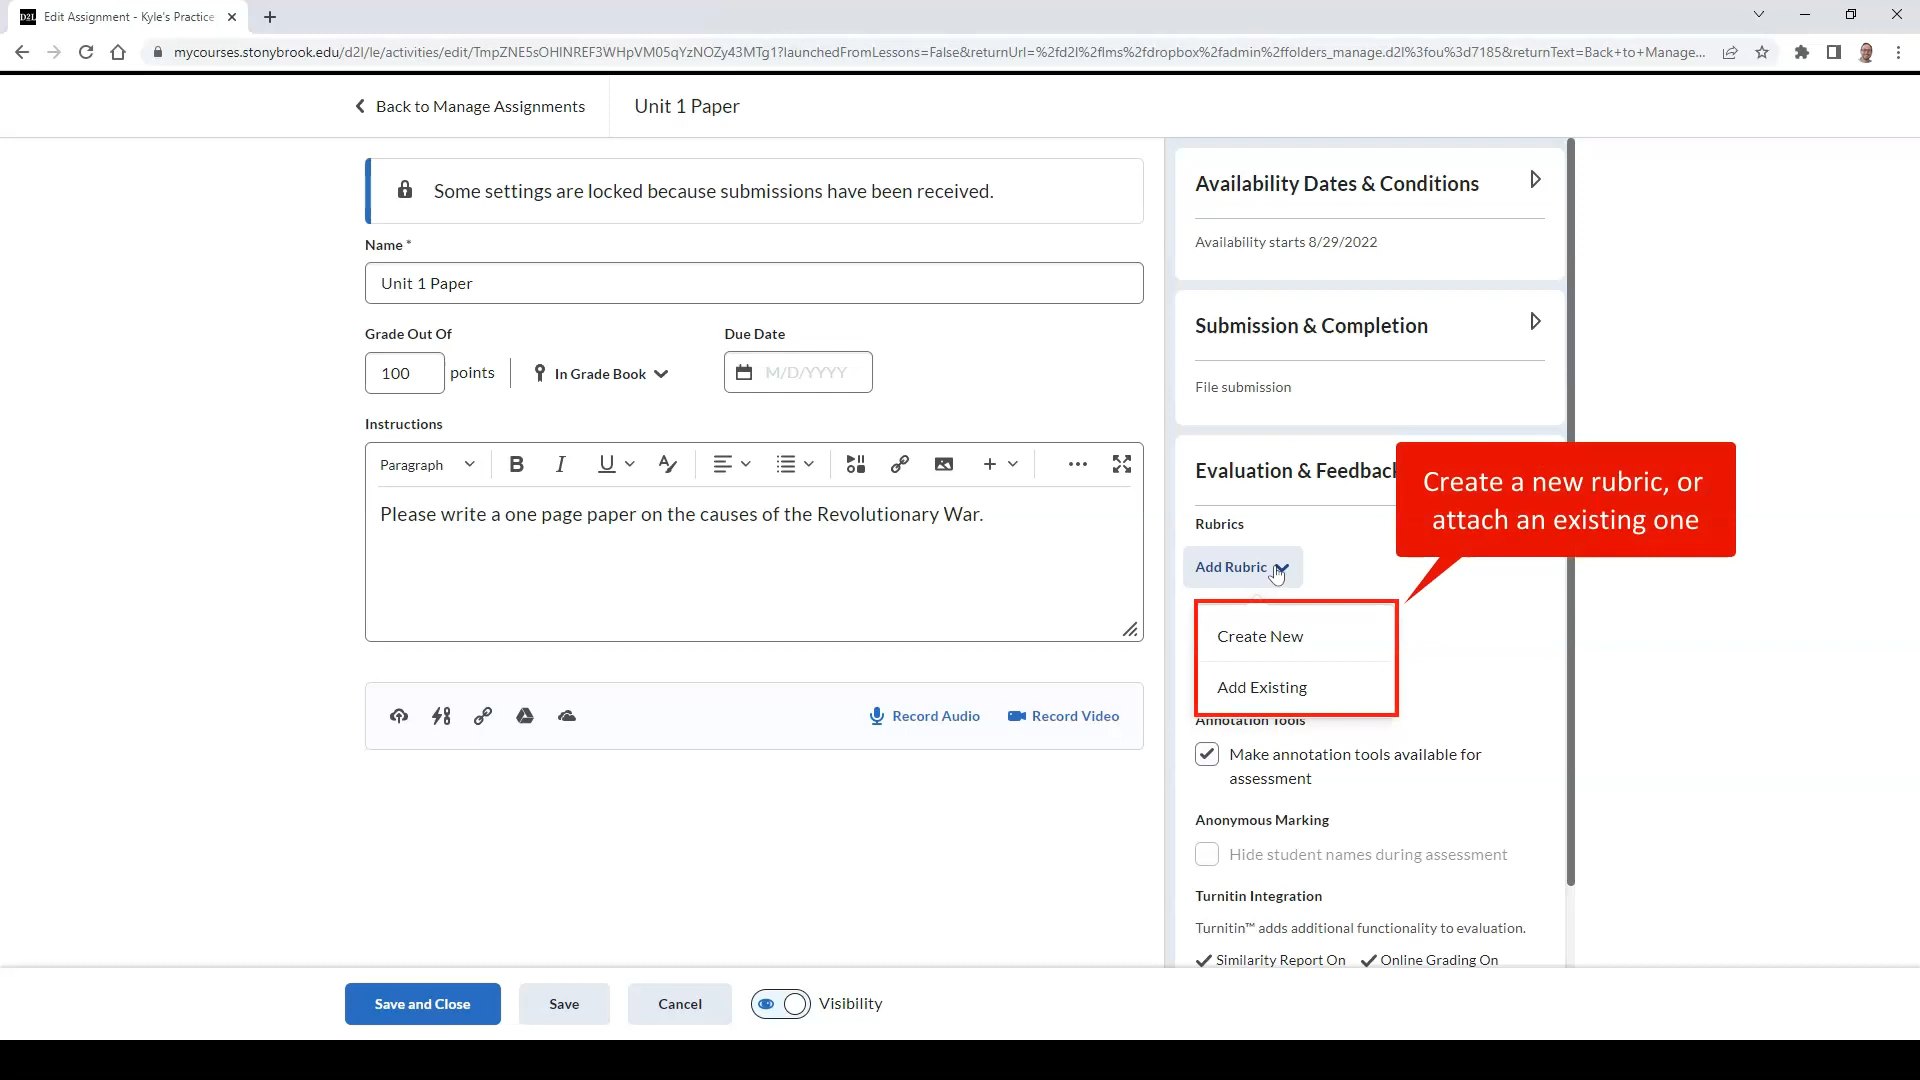 Edit Assignment - Kyle's Practice
mycourses.stonybrook.edu/d2l/le/activities/edit/TmpZNE5sOHlNREF3WHpVM05qYzNOZy43MTg1?launchedFromLessons=False&returnUrl=%2fd2l%2flms%2fdropbox%2fadmin%2ffolders_manage.d2l%3fou%3d7185&returnText=Back+to+Manage...
Back to Manage Assignments
Unit 1 Paper
Some settings are locked because submissions have been received.
Name *
Unit 1 Paper
Grade Out Of
Due Date
100 points
In Grade Book
M/D/YYYY
Instructions
Paragraph
Please write a one page paper on the causes of the Revolutionary War.
Record Audio
Record Video
Availability Dates & Conditions
Availability starts 8/29/2022
Submission & Completion
File submission
Evaluation & Feedback
Create a new rubric, or
attach an existing one
Rubrics
Add Rubric
Create New
Add Existing
Annotation Tools
Make annotation tools available for
assessment
Anonymous Marking
Hide student names during assessment
Turnitin Integration
Turnitin™ adds additional functionality to evaluation.
Similarity Report On
Online Grading On
Save and Close
Save
Cancel
Visibility